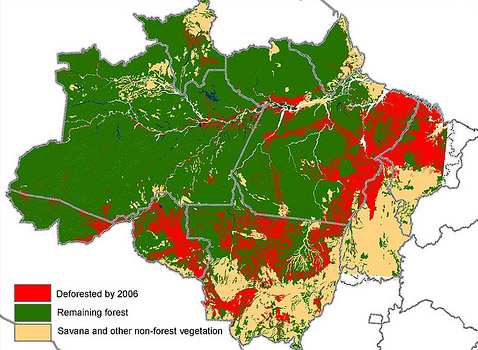 Deforested by 2006
Remaining forest
Savana and other non-forest vegetation